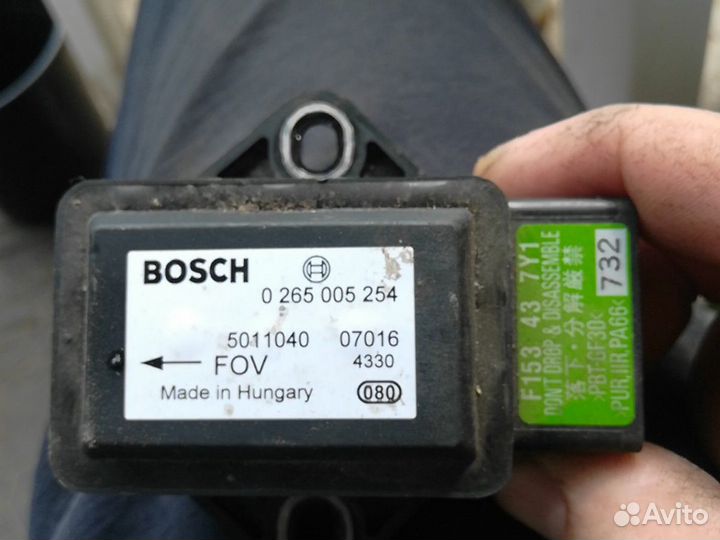 BOSCH
0 265 005 254
5011040 07016
← FOV 4330
Made in Hungary 080
F153 43 7Y1
DON'T DROP & DISASSEMBLE
落下・分解厳禁
>PBT-GF30<
>PUR,IIR,PA66<
732
Avito